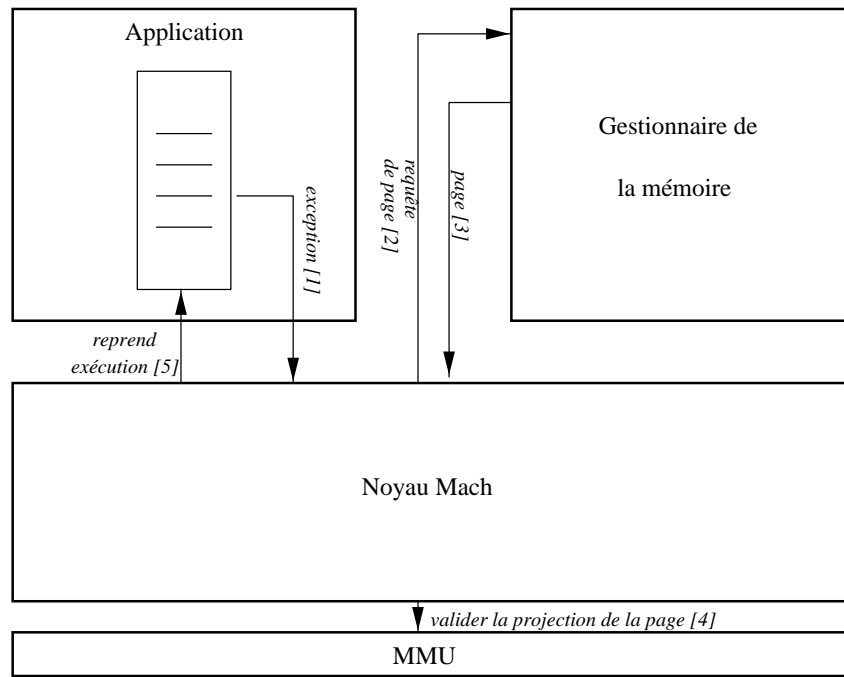 Application
Gestionnaire de
la mémoire
exception [1]
requête
de page [2]
page [3]
reprend
exécution [5]
Noyau Mach
valider la projection de la page [4]
MMU